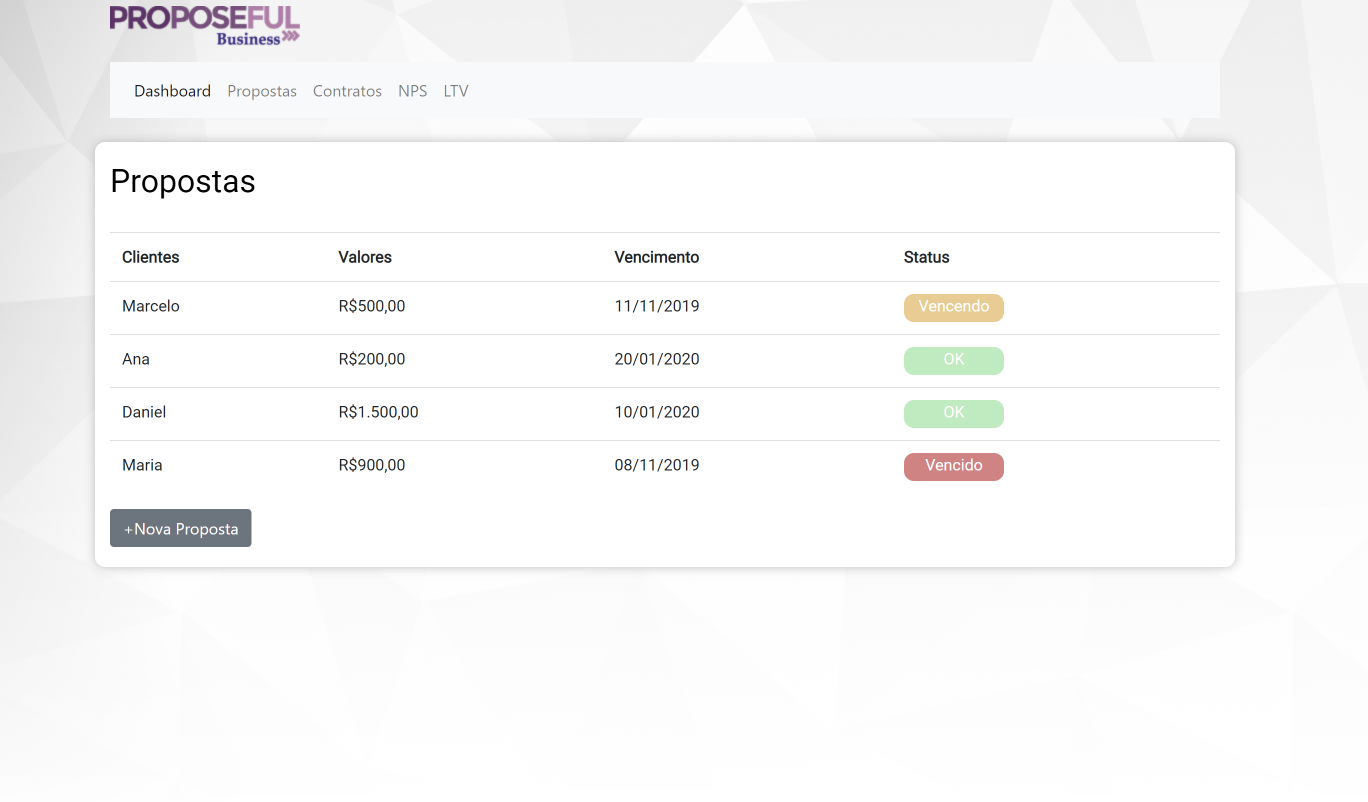 PROPOSEFUL
Business
Dashboard Propostas Contratos NPS LTV
Propostas
Clientes Valores Vencimento Status
Marcelo R$500,00 11/11/2019 Vencendo
Ana R$200,00 20/01/2020 OK
Daniel R$1.500,00 10/01/2020 OK
Maria R$900,00 08/11/2019 Vencido
+Nova Proposta